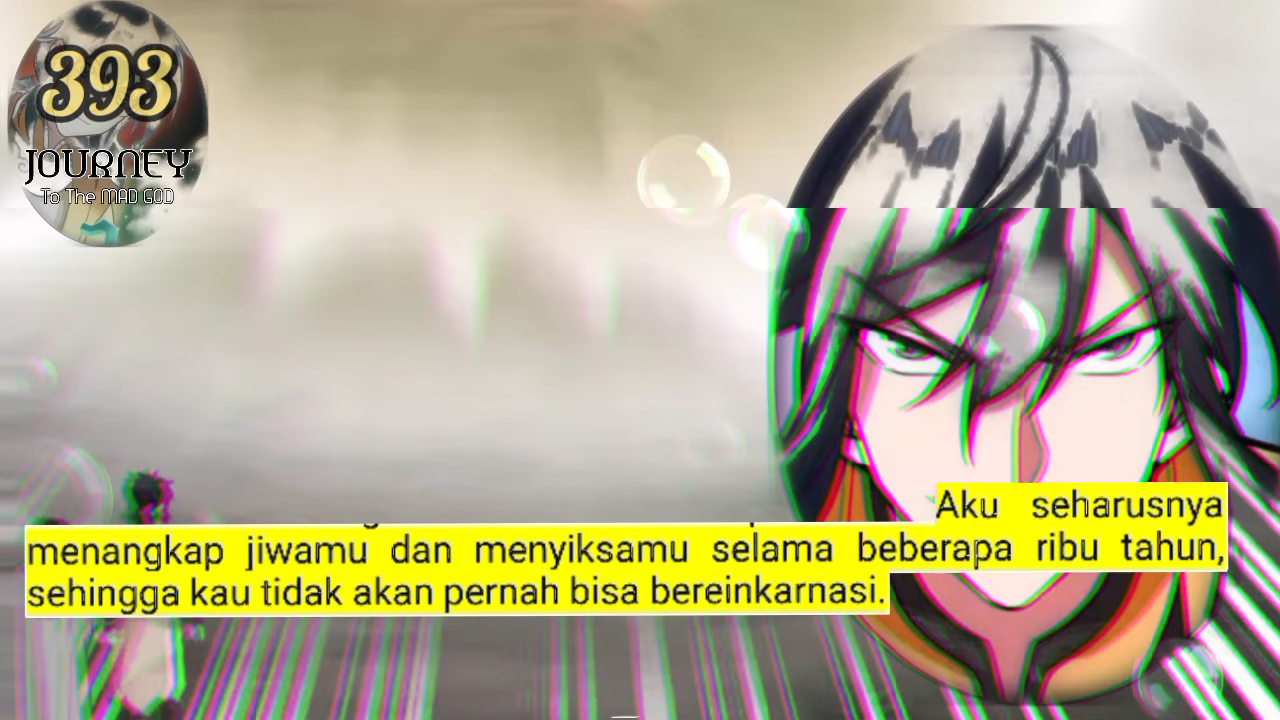 393
JOURNEY
To The MAD GOD
Aku seharusnya
menangkap jiwamu dan menyiksamu selama beberapa ribu tahun,
sehingga kau tidak akan pernah bisa bereinkarnasi.